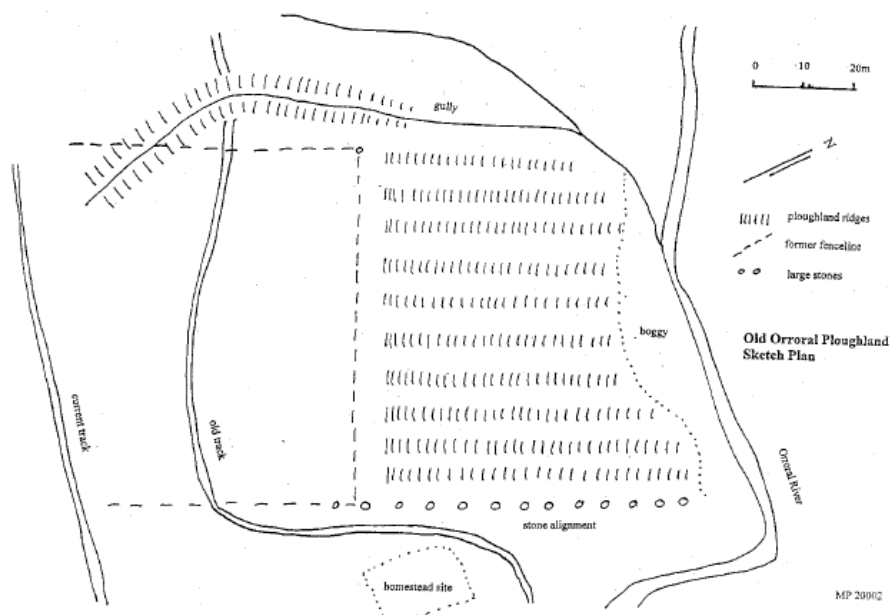 gully
0 10 20m
N
ploughland ridges
former fenceline
large stones
boggy
Old Orroral Ploughland
Sketch Plan
current track
old track
Orroral River
stone alignment
homestead site
MP 20002